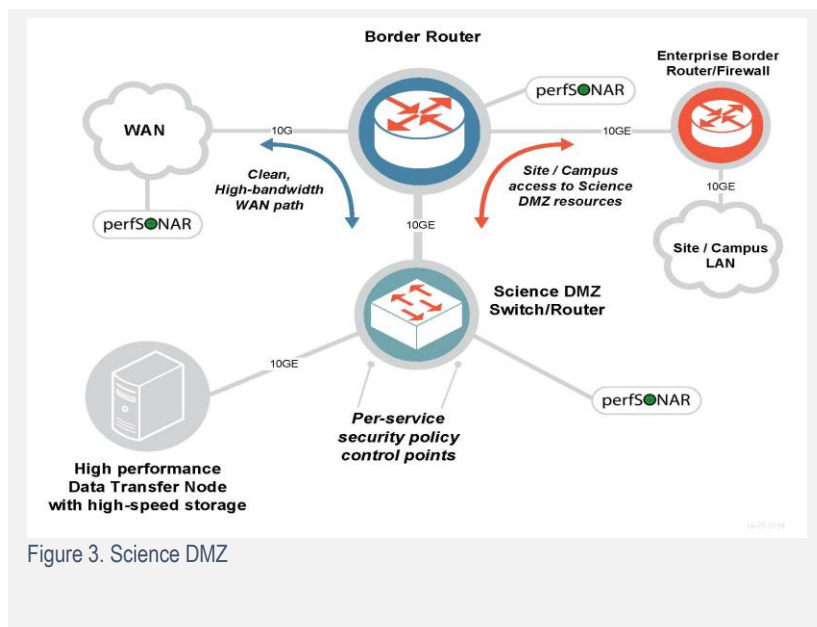 Border Router
Enterprise Border
Router/Firewall
perfSONAR
WAN
10G
10GE
Clean,
High-bandwidth
WAN path
Site / Campus
access to Science
DMZ resources
10GE
perfSONAR
10GE
Site / Campus
LAN
Science DMZ
Switch/Router
10GE
perfSONAR
Per-service
security policy
control points
High performance
Data Transfer Node
with high-speed storage
Figure 3. Science DMZ